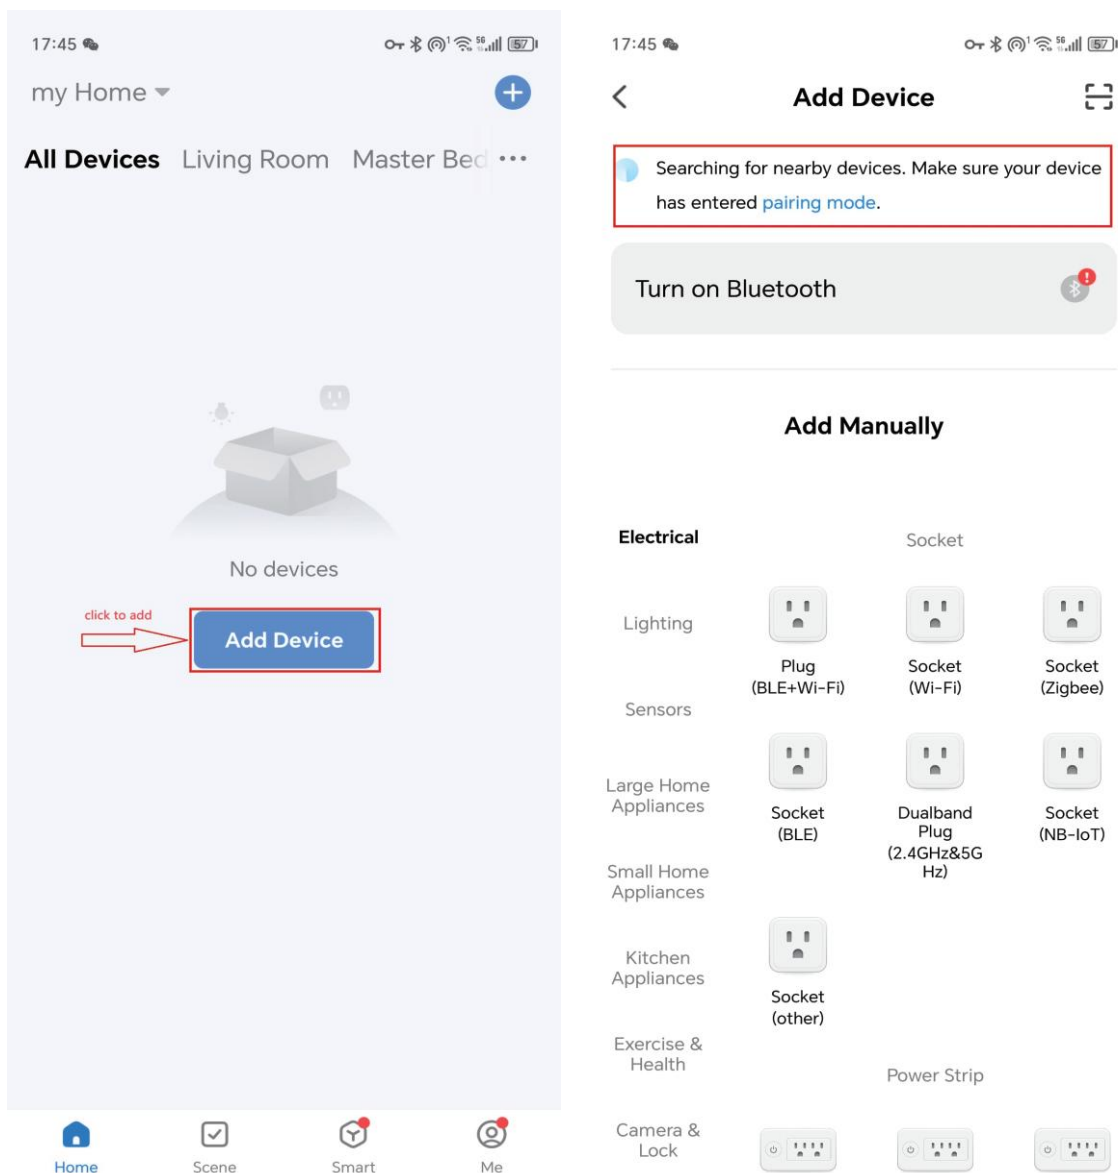 17:45
57
my Home
All Devices Living Room Master Bed ...
No devices
click to add
Add Device
Home Scene Smart Me
17:45
57
Add Device
Searching for nearby devices. Make sure your device
has entered pairing mode.
Turn on Bluetooth
Add Manually
Electrical
Lighting
Sensors
Large Home
Appliances
Small Home
Appliances
Kitchen
Appliances
Exercise &
Health
Camera &
Lock
Socket
Plug
(BLE+Wi-Fi)
Socket
(Wi-Fi)
Socket
(Zigbee)
Socket
(BLE)
Dualband
Plug
(2.4GHz&5G
Hz)
Socket
(NB-IoT)
Socket
(other)
Power Strip